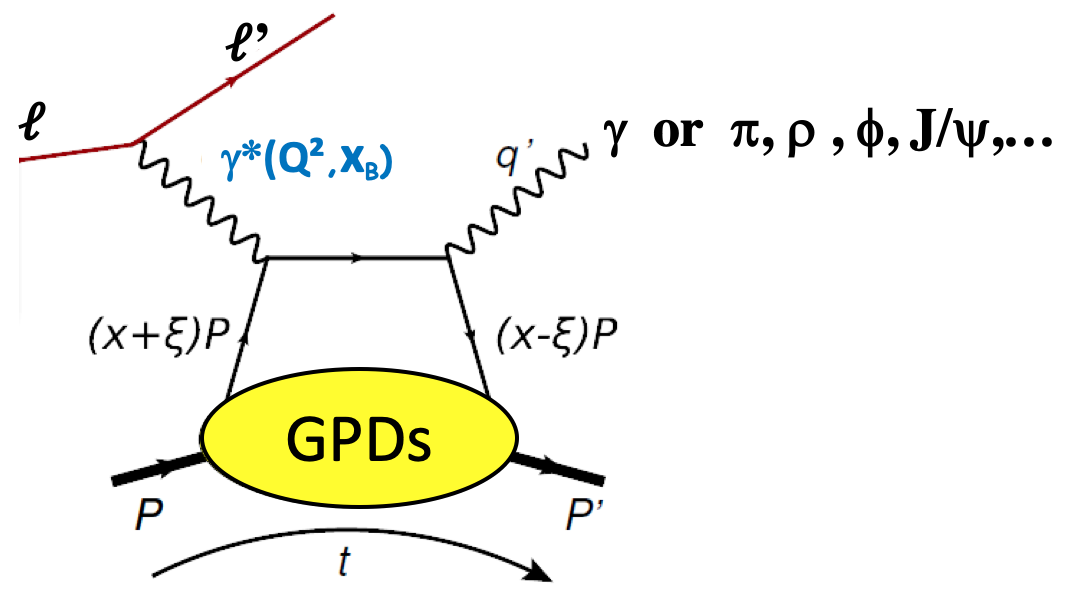 ℓ’
ℓ
γ*(Q²,x_B)
q’
γ or π, ρ , ϕ, J/ψ,...
(x+ξ)P
(x-ξ)P
GPDs
P
P’
t